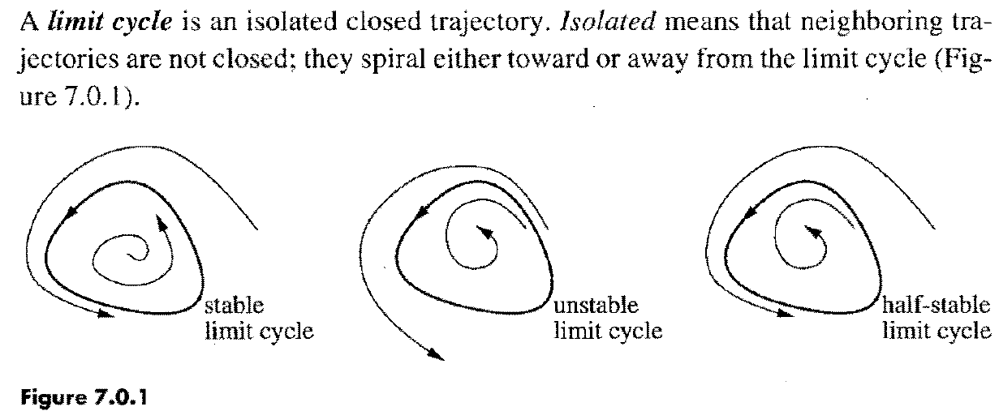 A limit cycle is an isolated closed trajectory. Isolated means that neighboring tra-
jectories are not closed; they spiral either toward or away from the limit cycle (Fig-
ure 7.0.1).
stable
limit cycle
unstable
limit cycle
half-stable
limit cycle
Figure 7.0.1